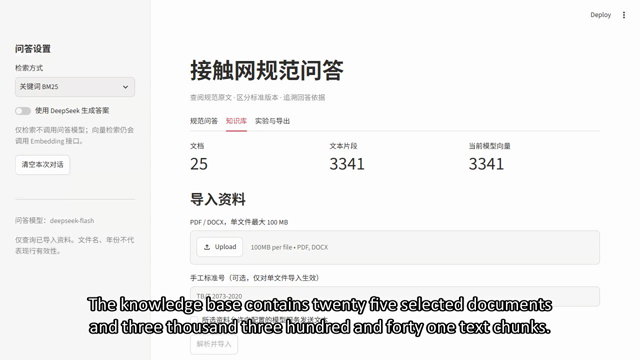 Deploy
问答设置
检索方式
关键词 BM25
使用 DeepSeek 生成答案
仅检索不调用问答模型；向量检索仍会
调用 Embedding 接口。
清空本次对话
问答模型：deepseek-flash
仅查询已导入资料。文件名、年份不代
表现行有效性。
接触网规范问答
查阅规范原文 · 区分标准版本 · 追溯回答依据
规范问答 知识库 实验与导出
文档 文本片段 当前模型向量
25 3341 3341
导入资料
PDF / DOCX，单文件最大 100 MB
Upload 100MB per file • PDF, DOCX
手工标准号（可选，仅对单文件导入生效）
The knowledge base contains twenty five selected documents
and three thousand three hundred and forty one text chunks.
解析并导入